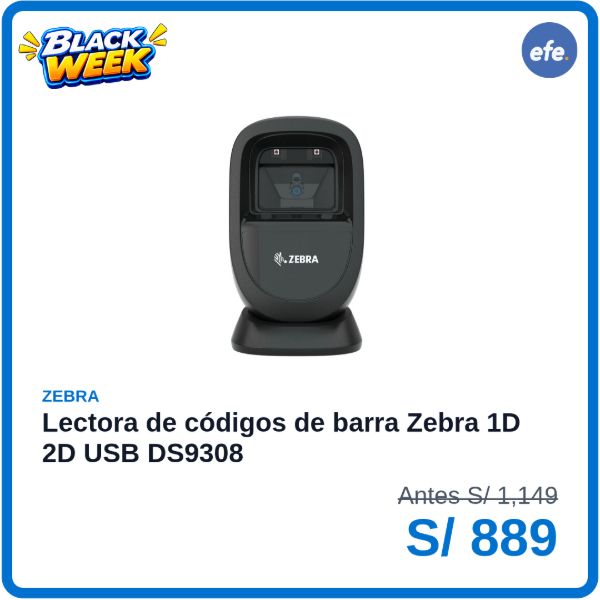 BLACK
WEEK
efe.
ZEBRA
ZEBRA
Lectora de códigos de barra Zebra 1D
2D USB DS9308
Antes S/ 1,149
S/ 889